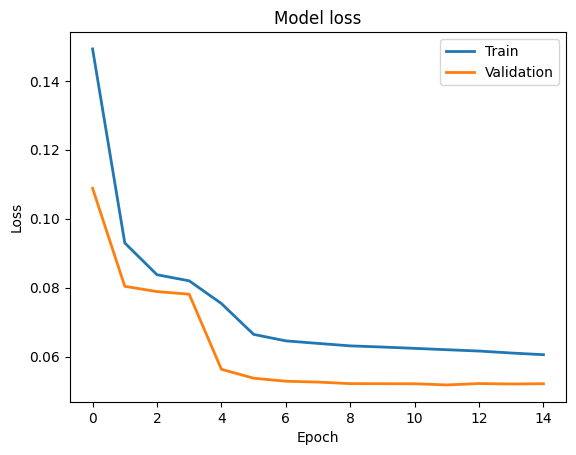 Model loss
Train
Validation
0.14
0.12
0.10
0.08
0.06
Loss
0 2 4 6 8 10 12 14
Epoch